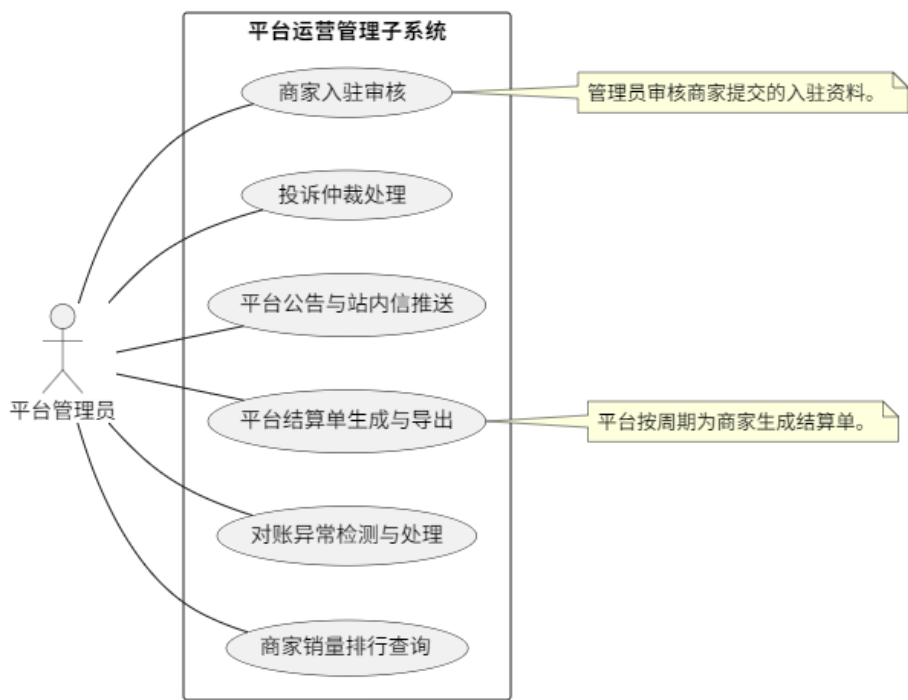 平台运营管理子系统
商家入驻审核
管理员审核商家提交的入驻资料。
投诉仲裁处理
平台公告与站内信推送
平台管理员
平台结算单生成与导出
平台按周期为商家生成结算单。
对账异常检测与处理
商家销量排行查询